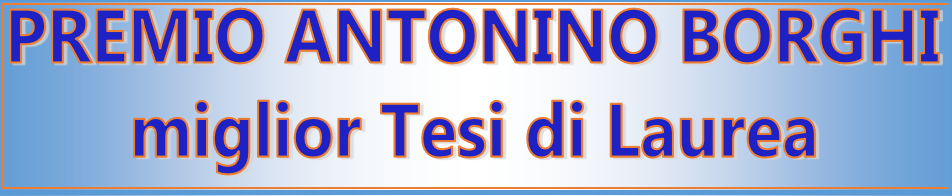 PREMIO ANTONINO BORGHI
miglior Tesi di Laurea